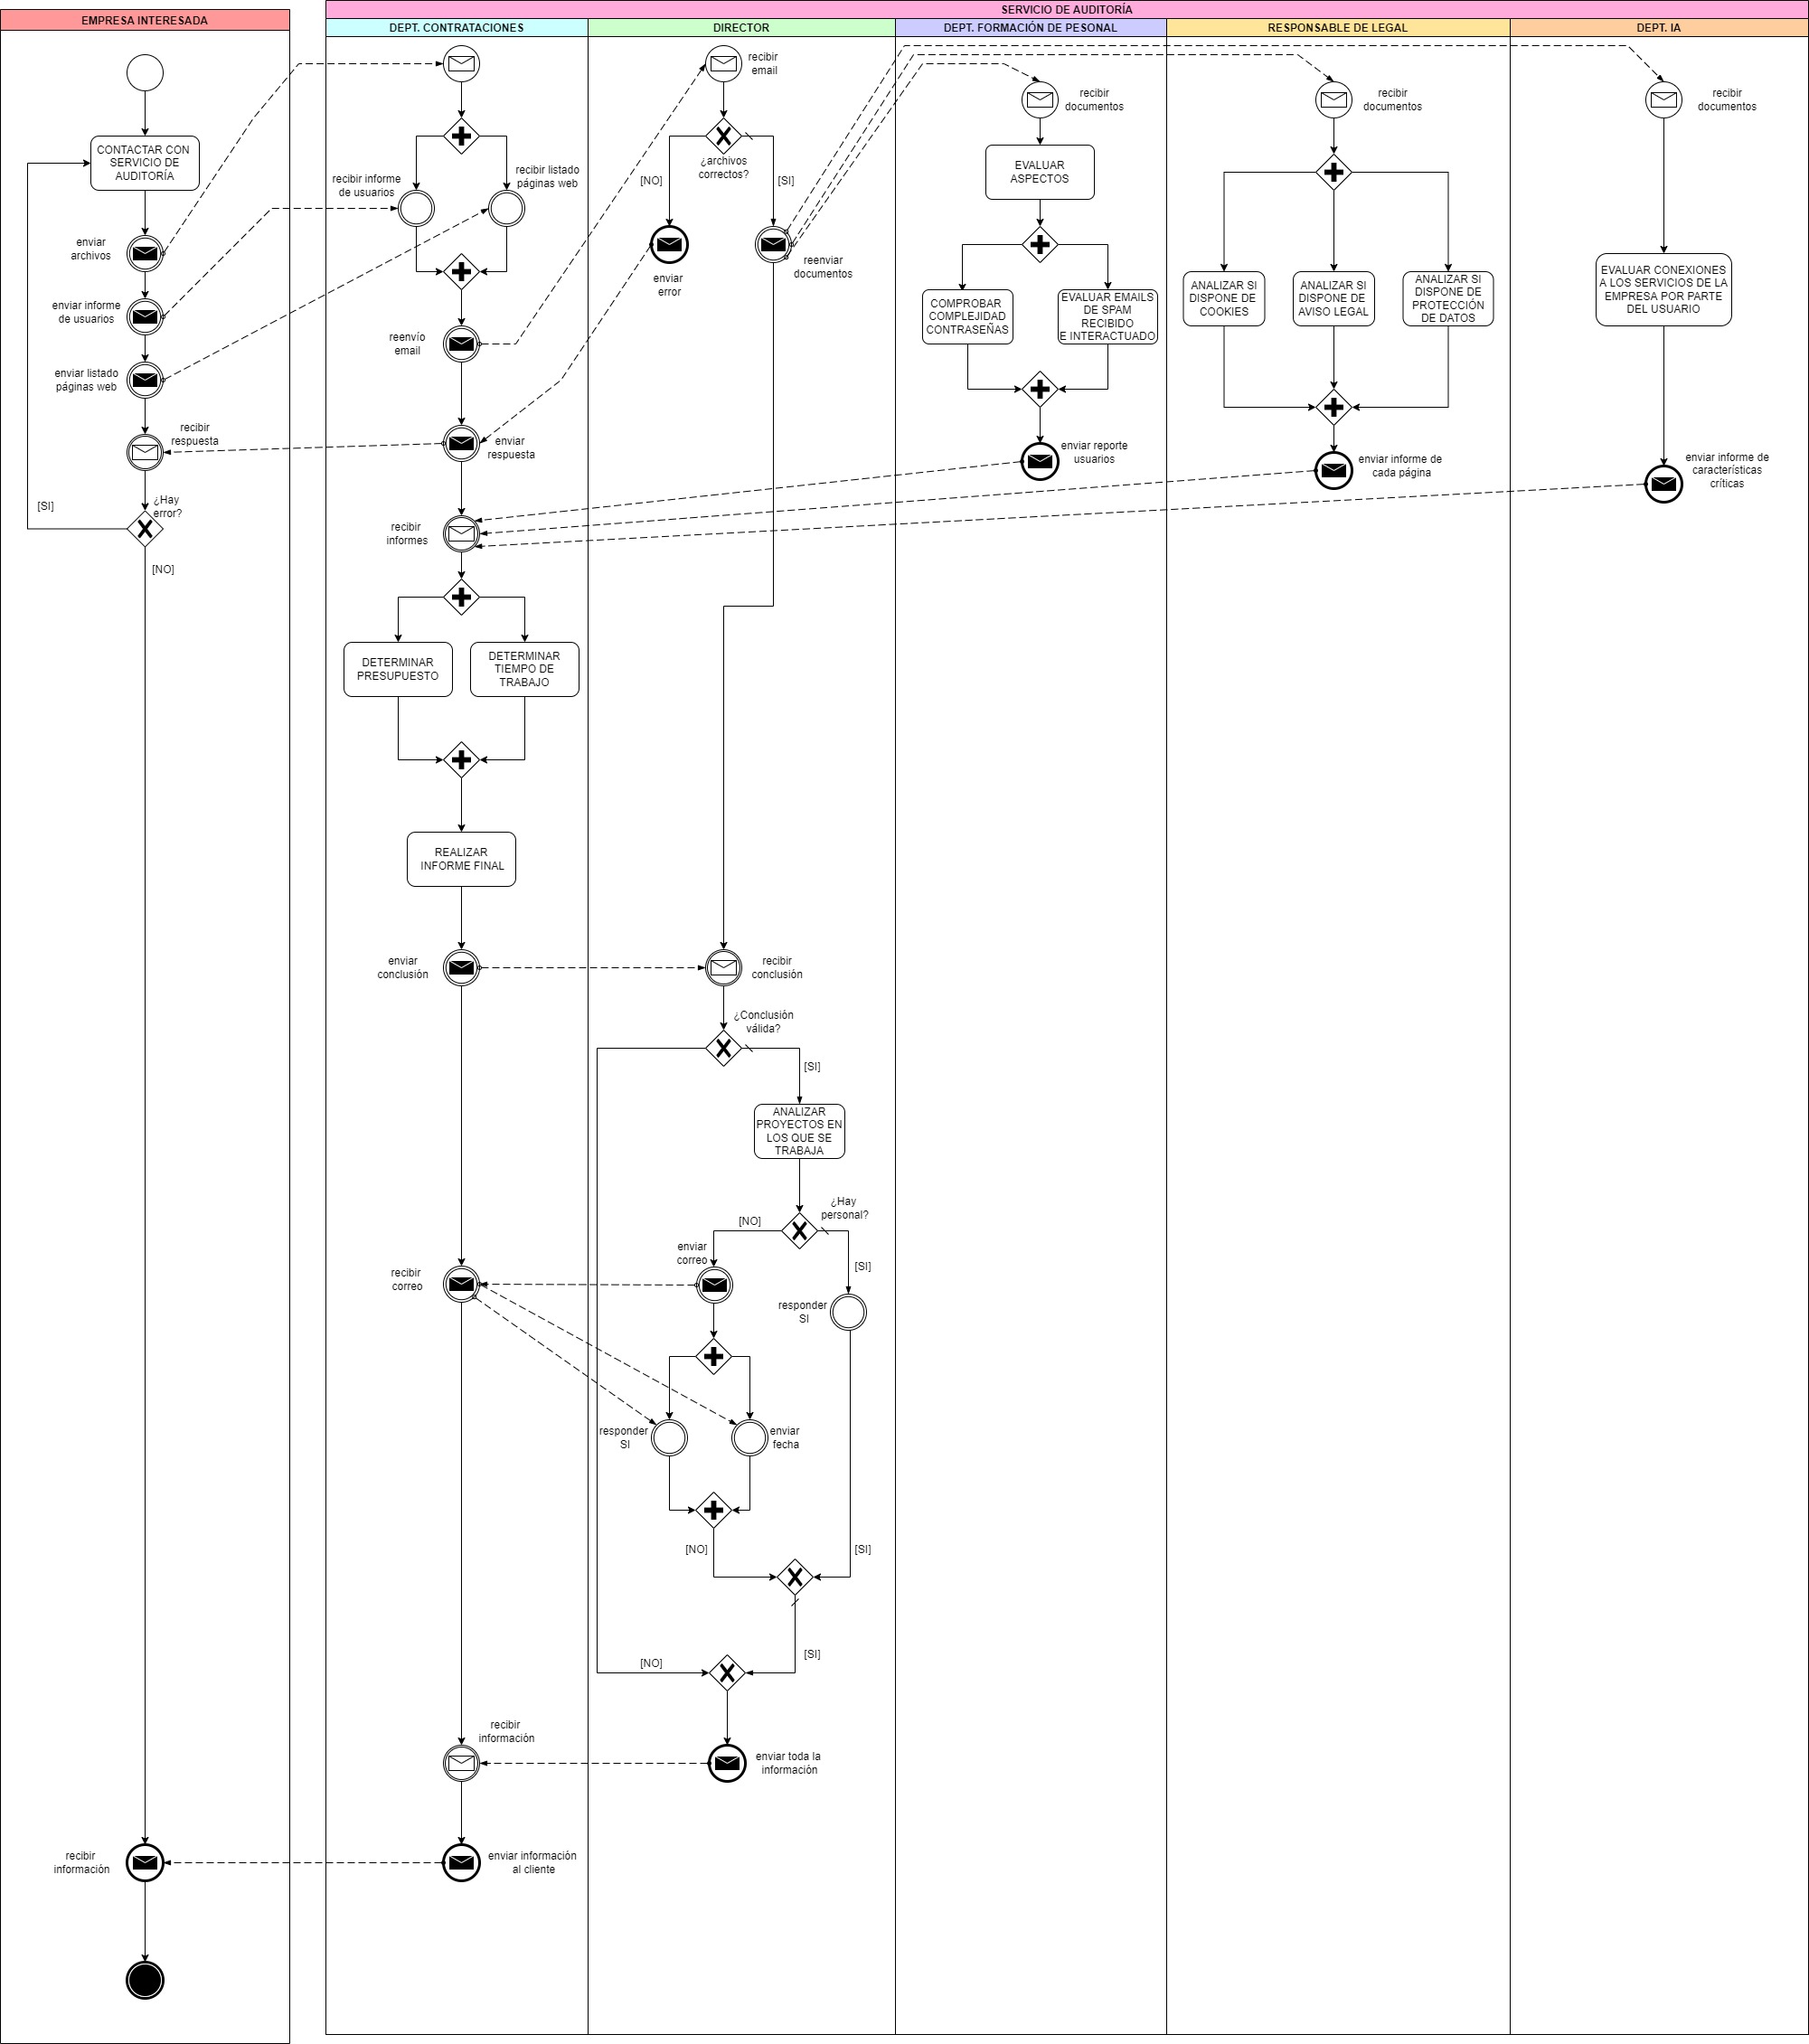 EMPRESA INTERESADA
SERVICIO DE AUDITORÍA
DEPT. CONTRATACIONES
DIRECTOR
DEPT. FORMACIÓN DE PESONAL
RESPONSABLE DE LEGAL
DEPT. IA
CONTACTAR CON
SERVICIO DE
AUDITORÍA
enviar
archivos
enviar informe
de usuarios
enviar listado
páginas web
recibir
respuesta
¿Hay
error?
[SI]
[NO]
recibir
información
recibir informe
de usuarios
recibir listado
páginas web
reenvío
email
enviar
respuesta
recibir
informes
DETERMINAR
PRESUPUESTO
DETERMINAR
TIEMPO DE
TRABAJO
REALIZAR
INFORME FINAL
enviar
conclusión
recibir
correo
recibir
información
enviar información
al cliente
recibir
email
¿archivos
correctos?
[NO]
[SI]
enviar
error
reenviar
documentos
recibir
conclusión
¿Conclusión
válida?
[SI]
ANALIZAR
PROYECTOS EN
LOS QUE SE
TRABAJA
¿Hay
personal?
[NO]
enviar
correo
[SI]
responder
SI
responder
SI
enviar
fecha
[NO]
[SI]
[SI]
[NO]
enviar toda la
información
recibir
documentos
EVALUAR
ASPECTOS
COMPROBAR
COMPLEJIDAD
CONTRASEÑAS
EVALUAR EMAILS
DE SPAM
RECIBIDO
E INTERACTUADO
enviar reporte
usuarios
recibir
documentos
ANALIZAR SI
DISPONE DE
COOKIES
ANALIZAR SI
DISPONE DE
AVISO LEGAL
ANALIZAR SI
DISPONE DE
PROTECCIÓN
DE DATOS
enviar informe de
cada página
recibir
documentos
EVALUAR CONEXIONES
A LOS SERVICIOS DE LA
EMPRESA POR PARTE
DEL USUARIO
enviar informe de
características
críticas